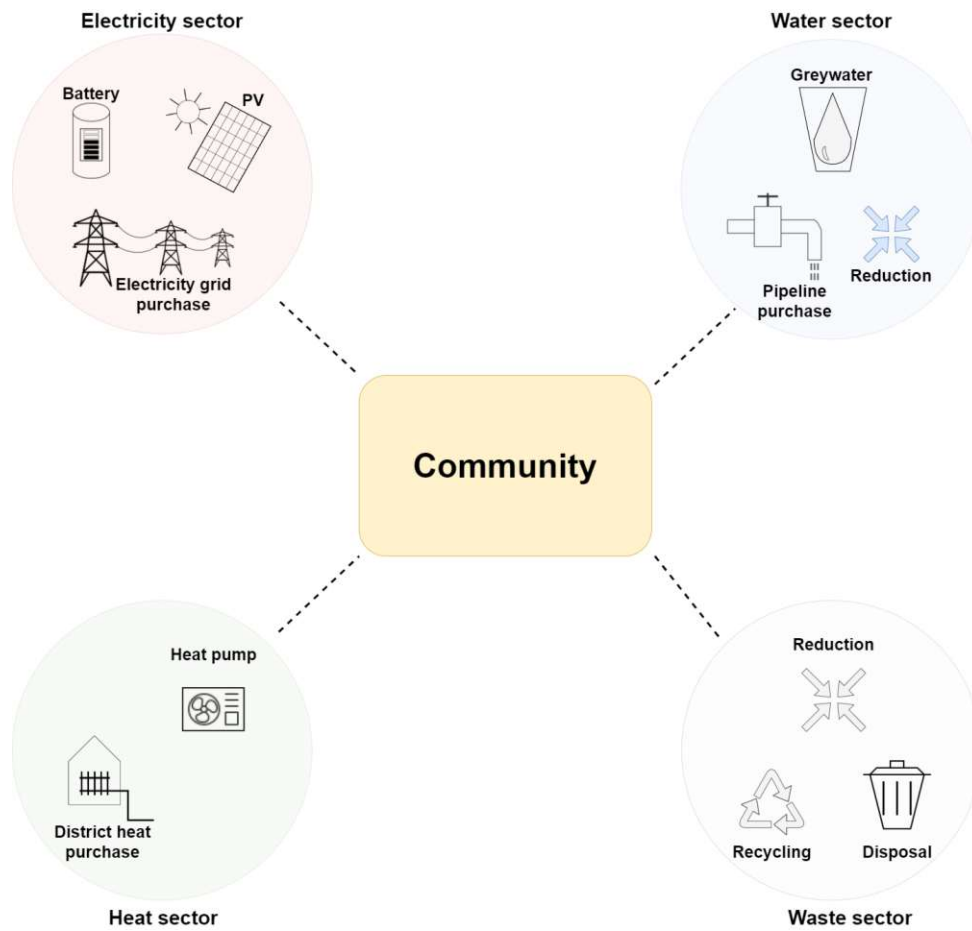 Electricity sector
Battery
PV
Electricity grid
purchase
Water sector
Greywater
Pipeline
purchase
Reduction
Community
Heat pump
District heat
purchase
Heat sector
Reduction
Recycling
Disposal
Waste sector